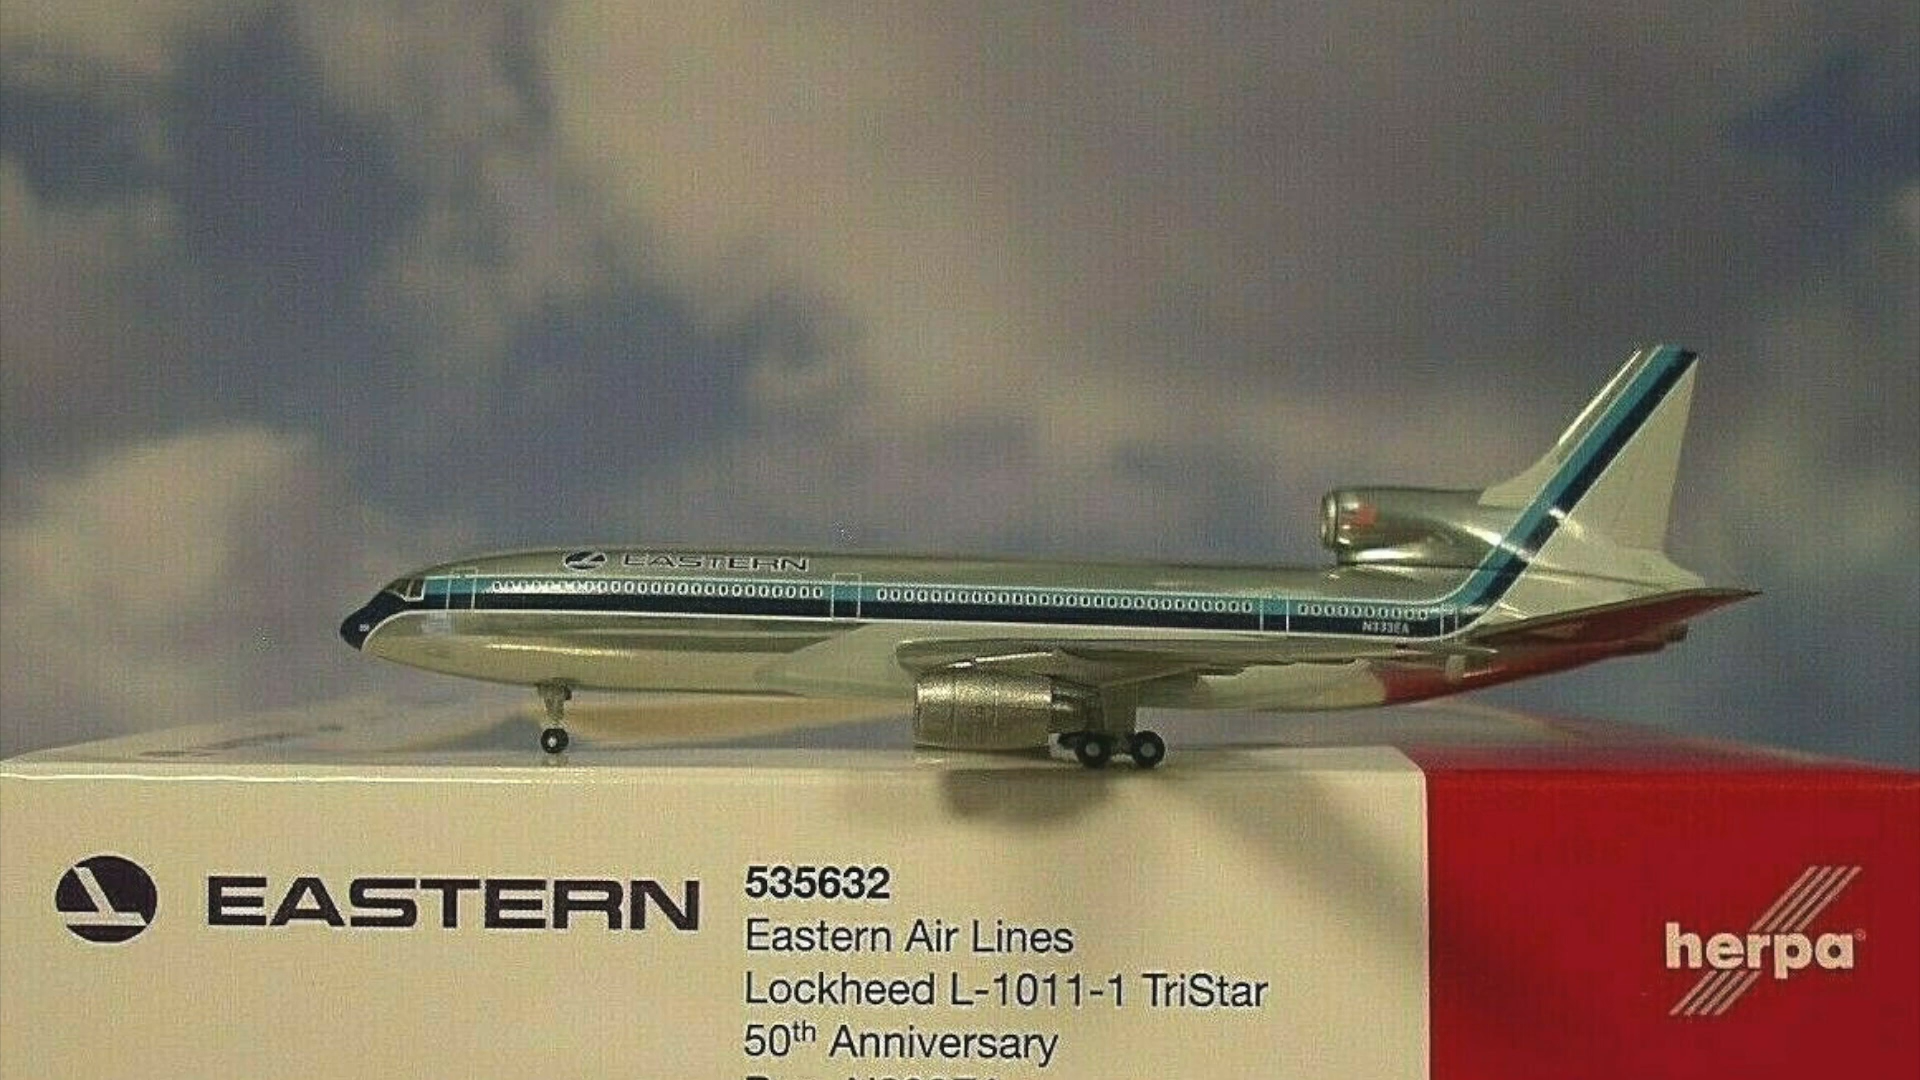 EASTERN
N333EA
EASTERN
535632
Eastern Air Lines
Lockheed L-1011-1 TriStar
50th Anniversary
herpa®